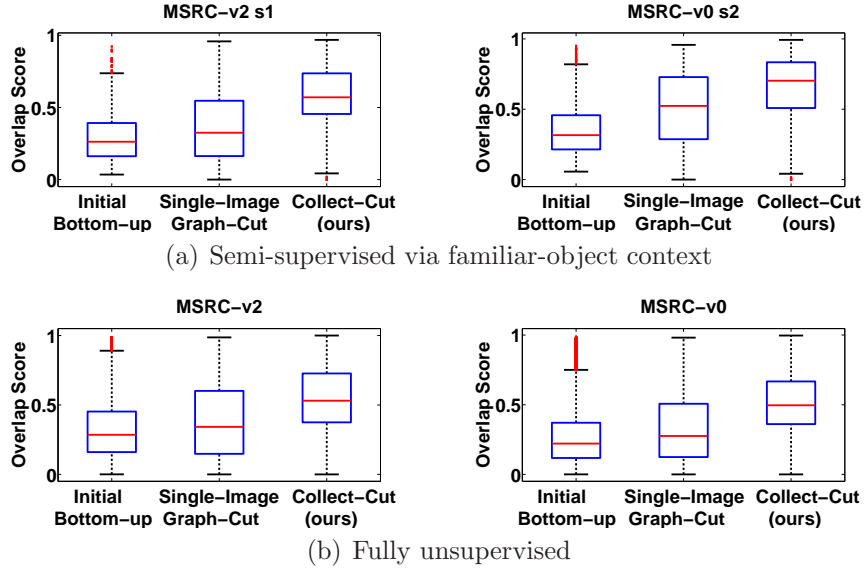 MSRC−v2 s1
MSRC−v0 s2
Overlap Score
1
0.5
0
Initial Bottom−up
Single−Image Graph−Cut
Collect−Cut (ours)
Overlap Score
1
0.5
0
Initial Bottom−up
Single−Image Graph−Cut
Collect−Cut (ours)
(a) Semi-supervised via familiar-object context
MSRC−v2
MSRC−v0
Overlap Score
1
0.5
0
Initial Bottom−up
Single−Image Graph−Cut
Collect−Cut (ours)
Overlap Score
1
0.5
0
Initial Bottom−up
Single−Image Graph−Cut
Collect−Cut (ours)
(b) Fully unsupervised